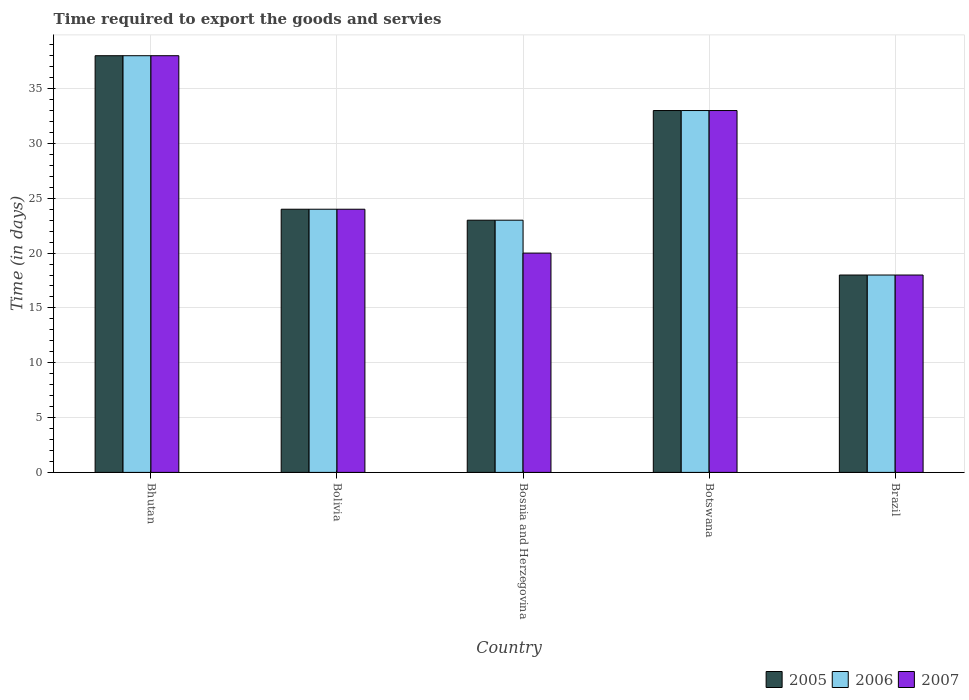 Time required to export the goods and servies
Time (in days)
35
30
25
20
15
10
5
0
Bhutan
Bolivia
Bosnia and Herzegovina
Botswana
Brazil
Country
2005
2006
2007